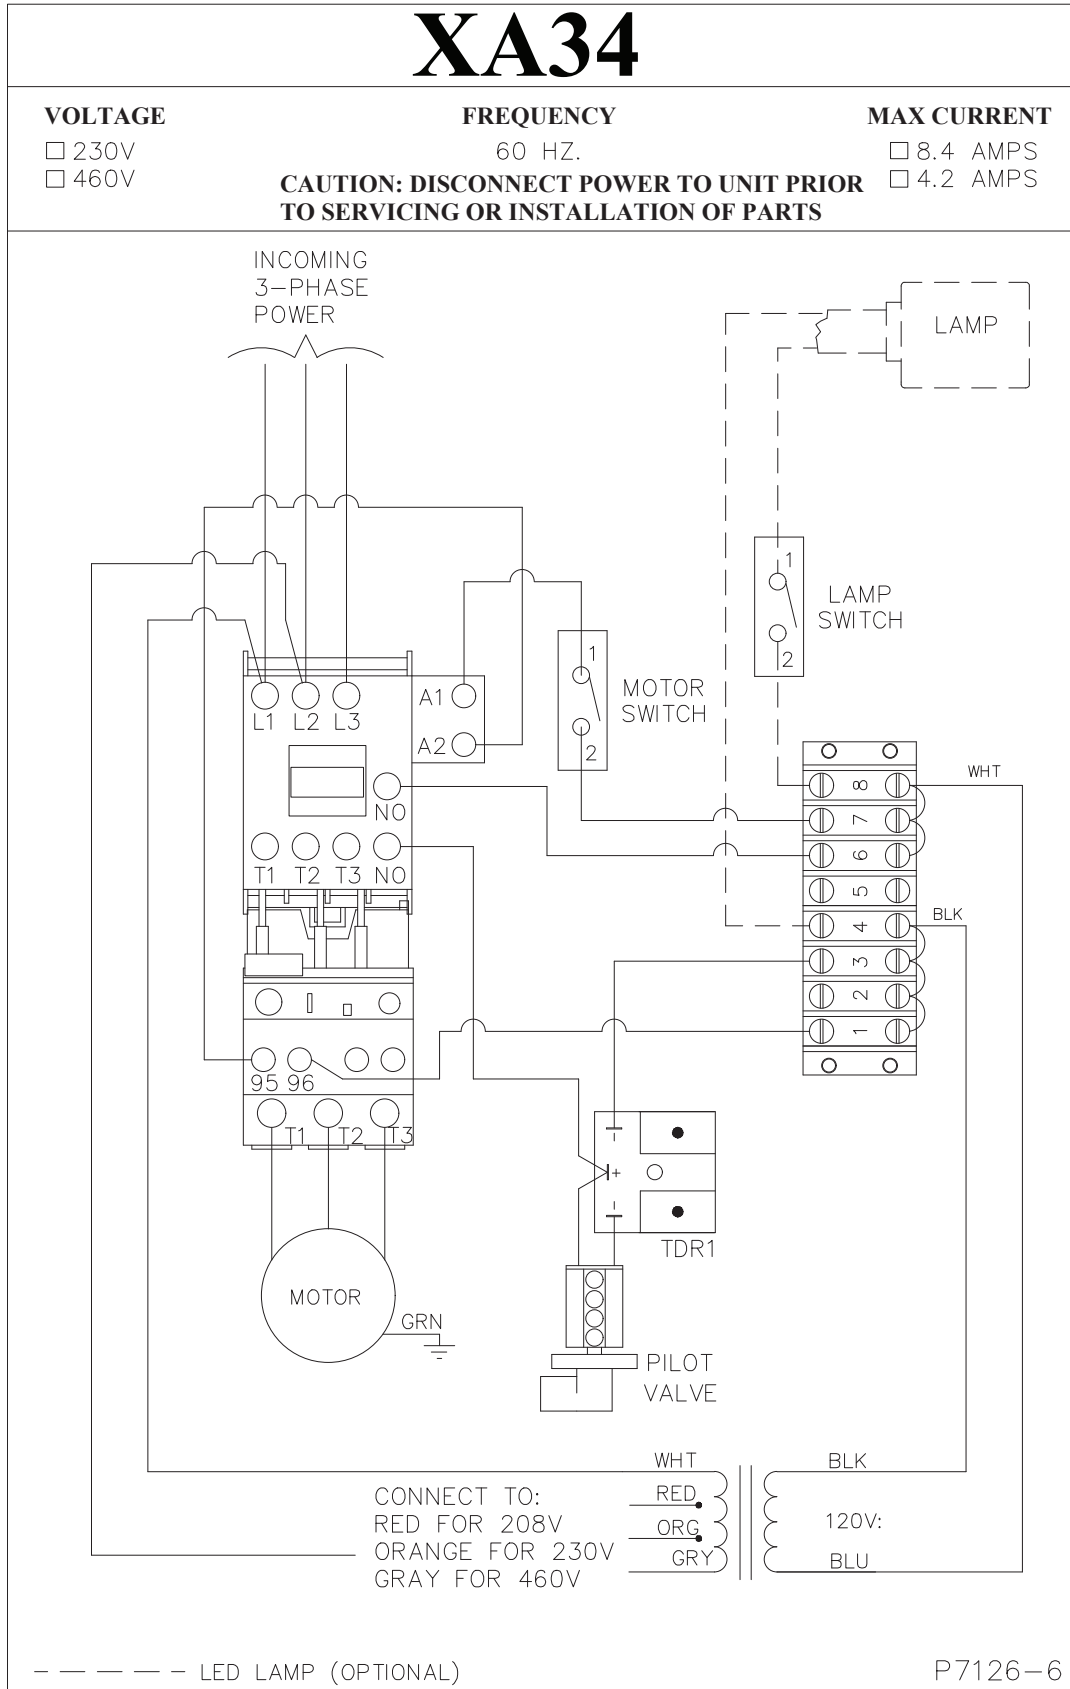 XA34
VOLTAGE
230V
460V
FREQUENCY
60 HZ.
MAX CURRENT
8.4 AMPS
4.2 AMPS
CAUTION: DISCONNECT POWER TO UNIT PRIOR
TO SERVICING OR INSTALLATION OF PARTS
INCOMING
3-PHASE
POWER
LAMP
1
LAMP
SWITCH
2
1
MOTOR
SWITCH
2
L1 L2 L3
A1
A2
NO
T1 T2 T3 NO
WHT
8
7
6
5
4
BLK
3
2
1
95 96
T1 T2 T3
-
+
-
TDR1
MOTOR
GRN
PILOT
VALVE
WHT
RED
ORG
GRY
BLK
120V:
BLU
CONNECT TO:
RED FOR 208V
ORANGE FOR 230V
GRAY FOR 460V
LED LAMP (OPTIONAL)
P7126-6